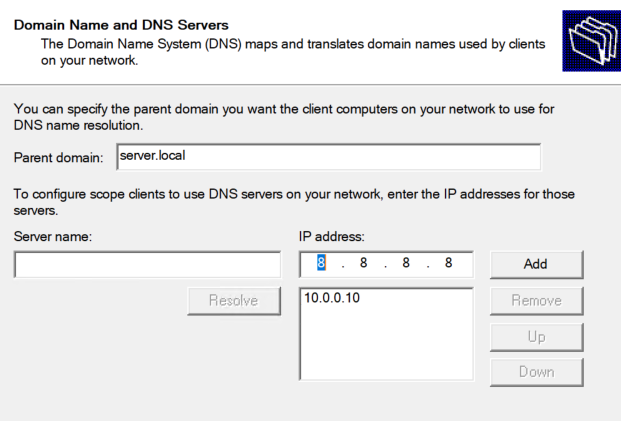 Domain Name and DNS Servers
The Domain Name System (DNS) maps and translates domain names used by clients
on your network.
You can specify the parent domain you want the client computers on your network to use for
DNS name resolution.
Parent domain: server.local
To configure scope clients to use DNS servers on your network, enter the IP addresses for those
servers.
Server name: IP address:
8 . 8 . 8 . 8 Add
Resolve 10.0.0.10 Remove
Up
Down